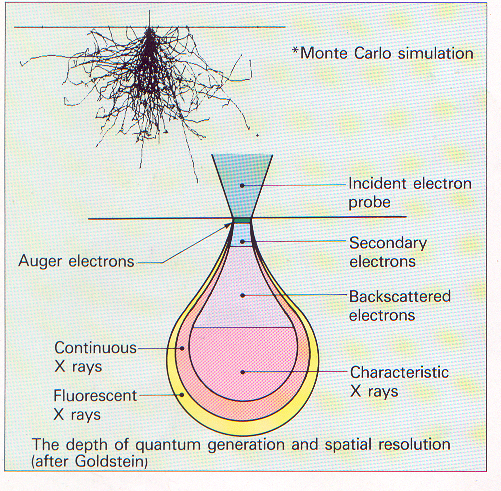 *Monte Carlo simulation
Incident electron
probe
Auger electrons
Secondary
electrons
Backscattered
electrons
Continuous
X rays
Characteristic
X rays
Fluorescent
X rays
The depth of quantum generation and spatial resolution
(after Goldstein)